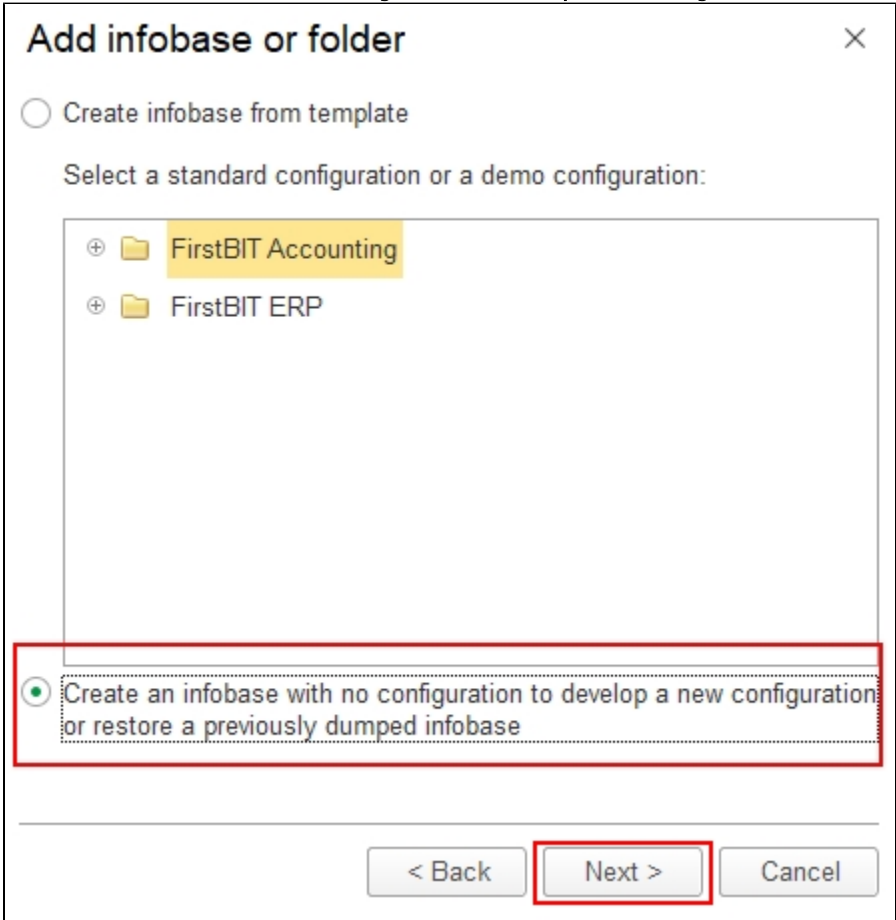 Add infobase or folder
Create infobase from template
Select a standard configuration or a demo configuration:
FirstBIT Accounting
FirstBIT ERP
Create an infobase with no configuration to develop a new configuration
or restore a previously dumped infobase
< Back Next > Cancel